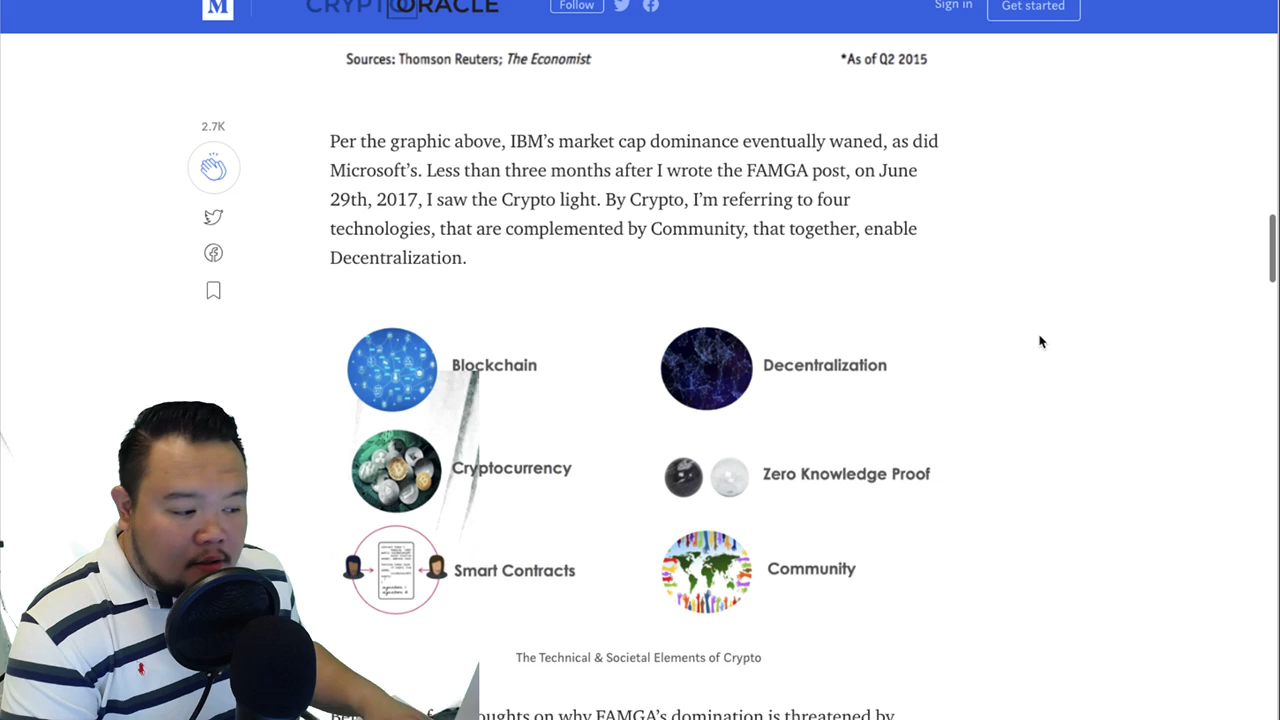 M
CRYPTOORACLE
Follow
Sign in
Get started
Sources: Thomson Reuters; The Economist
*As of Q2 2015
2.7K
Per the graphic above, IBM’s market cap dominance eventually waned, as did
Microsoft’s. Less than three months after I wrote the FAMGA post, on June
29th, 2017, I saw the Crypto light. By Crypto, I’m referring to four
technologies, that are complemented by Community, that together, enable
Decentralization.
Blockchain
Decentralization
Cryptocurrency
Zero Knowledge Proof
Smart Contracts
Community
The Technical & Societal Elements of Crypto
thoughts on why FAMGA’s domination is threatened by